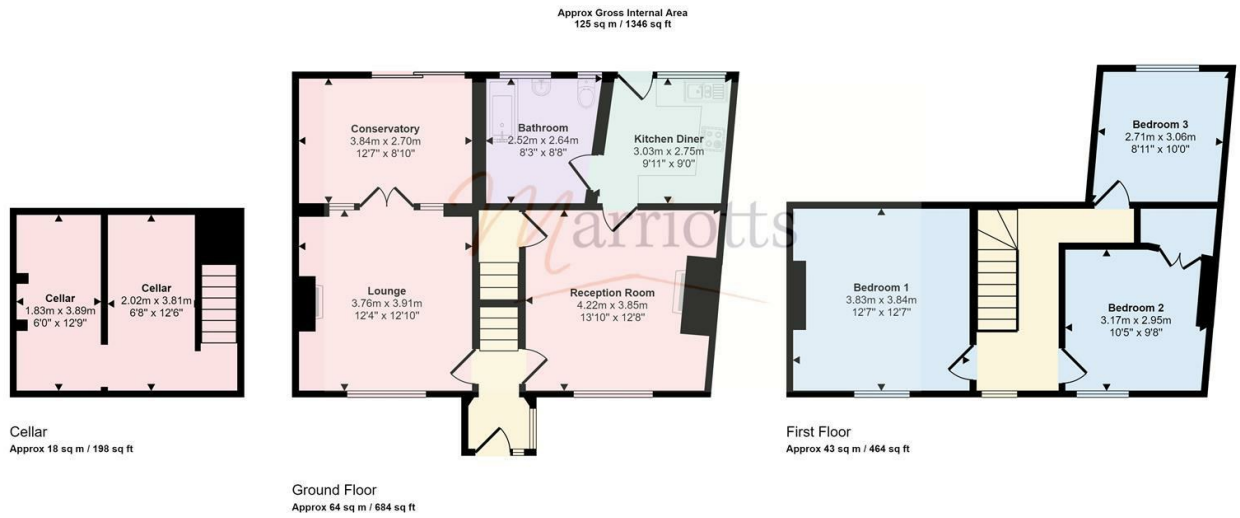 Approx Gross Internal Area
125 sq m / 1346 sq ft
Conservatory
3.84m x 2.70m
12'7" x 8'10"
Bathroom
2.52m x 2.64m
8'3" x 8'8"
Kitchen Diner
3.03m x 2.75m
9'11" x 9'0"
Bedroom 3
2.71m x 3.06m
8'11" x 10'0"
Marriotts
Cellar
1.83m x 3.89m
6'0" x 12'9"
Cellar
2.02m x 3.81m
6'8" x 12'6"
Lounge
3.76m x 3.91m
12'4" x 12'10"
Reception Room
4.22m x 3.85m
13'10" x 12'8"
Bedroom 1
3.83m x 3.84m
12'7" x 12'7"
Bedroom 2
3.17m x 2.95m
10'5" x 9'8"
Cellar
Approx 18 sq m / 198 sq ft
Ground Floor
Approx 64 sq m / 684 sq ft
First Floor
Approx 43 sq m / 464 sq ft